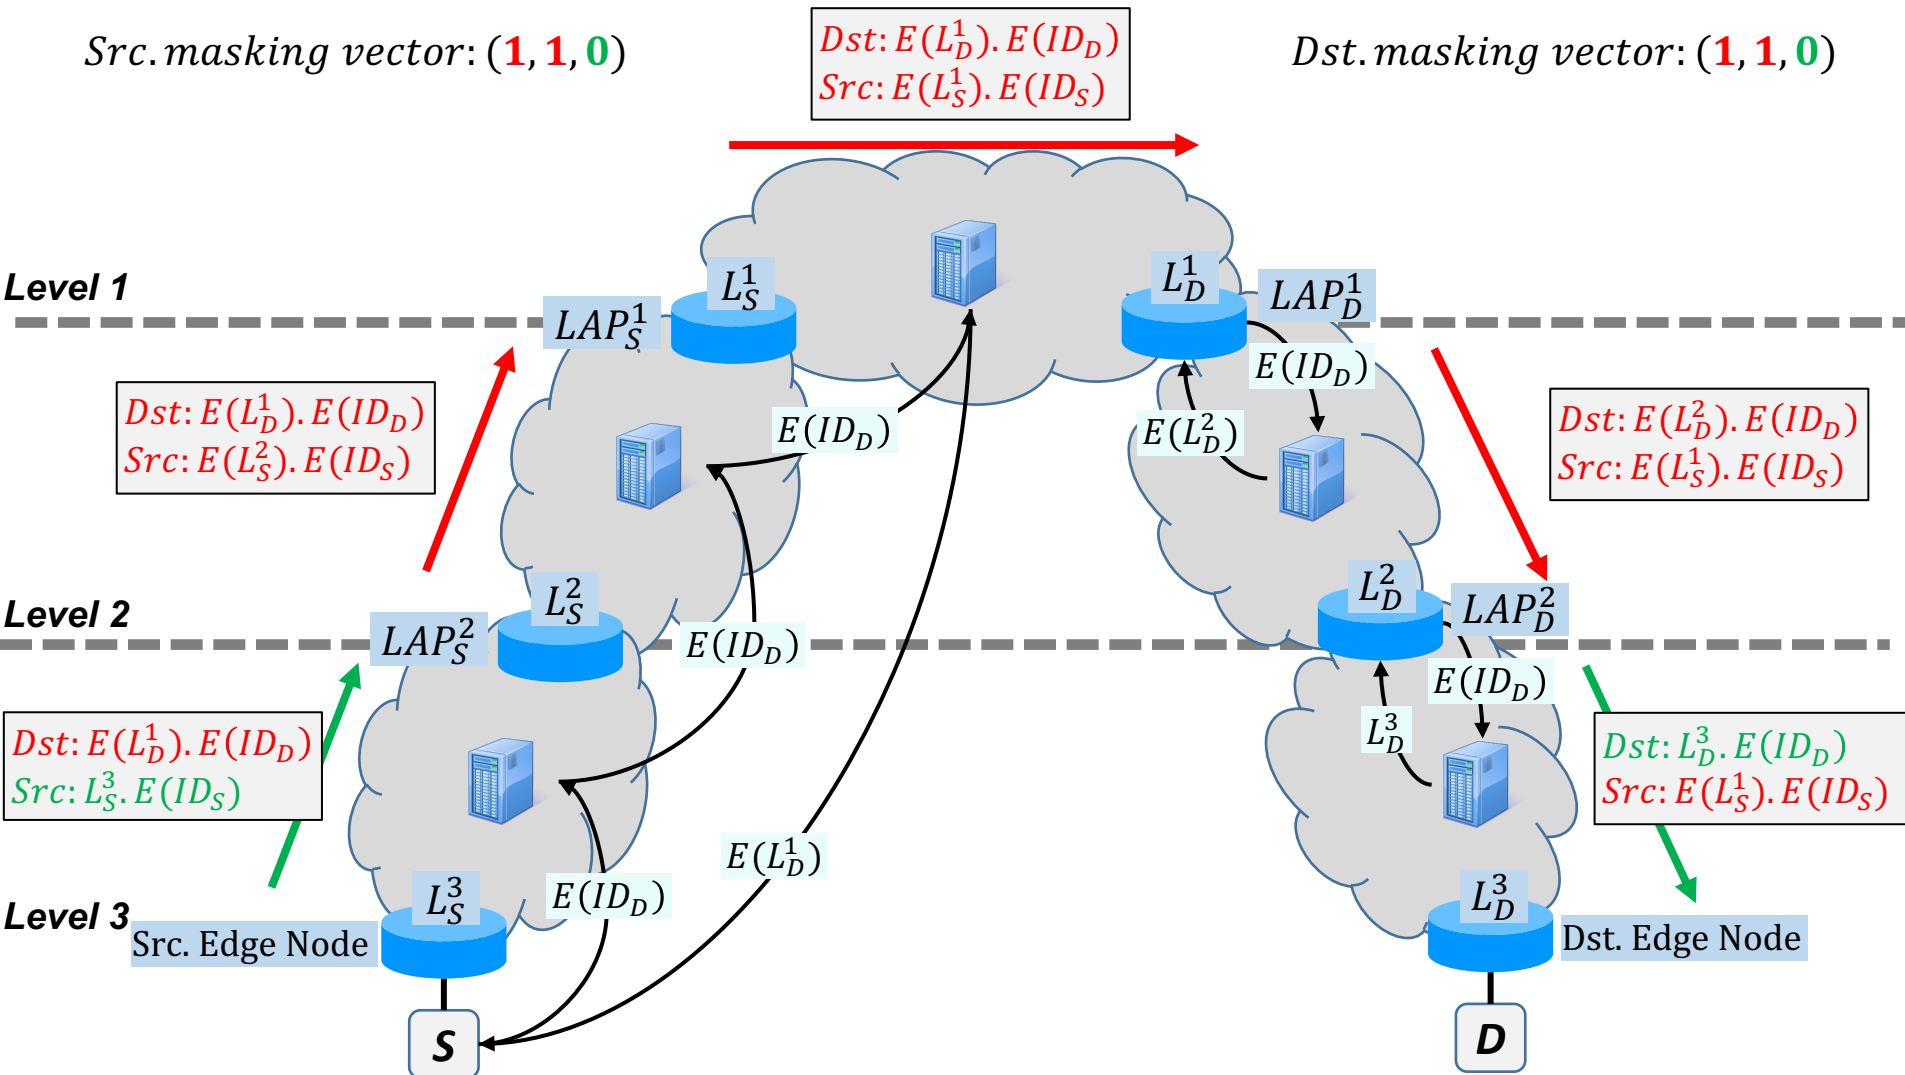 Src. masking vector: (1, 1, 0)
Dst: E(L_D^1). E(ID_D)
Src: E(L_S^1). E(ID_S)
Dst. masking vector: (1, 1, 0)
Level 1
L_S^1
LAP_S^1
L_D^1
LAP_D^1
E(ID_D)
E(L_D^2)
E(ID_D)
Dst: E(L_D^1). E(ID_D)
Src: E(L_S^2). E(ID_S)
Dst: E(L_D^2). E(ID_D)
Src: E(L_S^1). E(ID_S)
Level 2
L_S^2
LAP_S^2
E(ID_D)
L_D^2
LAP_D^2
E(ID_D)
L_D^3
Dst: E(L_D^1). E(ID_D)
Src: L_S^3. E(ID_S)
Dst: L_D^3. E(ID_D)
Src: E(L_S^1). E(ID_S)
E(L_D^1)
E(ID_D)
Level 3
L_S^3
Src. Edge Node
L_D^3
Dst. Edge Node
S
D